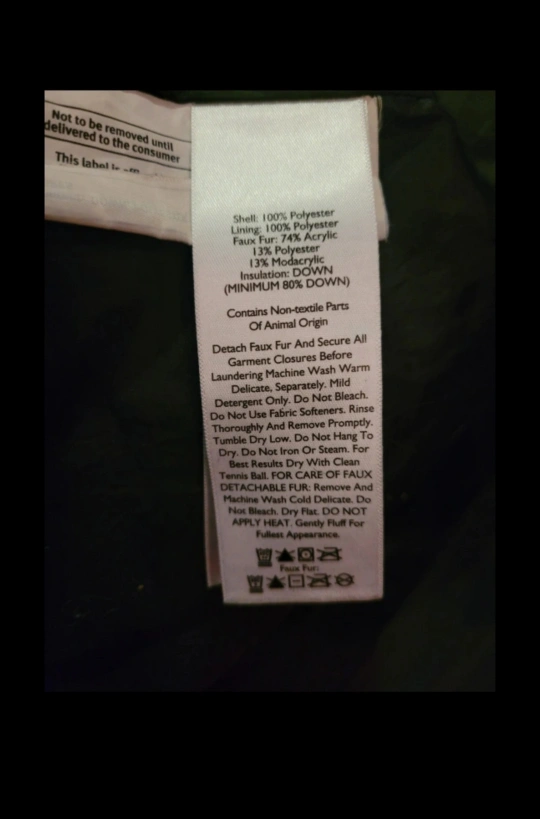 Not to be removed until
delivered to the consumer
This label is
Shell: 100% Polyester
Lining: 100% Polyester
Faux Fur: 74% Acrylic
13% Polyester
13% Modacrylic
Insulation: DOWN
(MINIMUM 80% DOWN)
Contains Non-textile Parts
Of Animal Origin
Detach Faux Fur And Secure All
Garment Closures Before
Laundering Machine Wash Warm
Delicate, Separately. Mild
Detergent Only. Do Not Bleach.
Do Not Use Fabric Softeners. Rinse
Thoroughly And Remove Promptly.
Tumble Dry Low. Do Not Hang To
Dry. Do Not Iron Or Steam. For
Best Results Dry With Clean
Tennis Ball. FOR CARE OF FAUX
DETACHABLE FUR: Remove And
Machine Wash Cold Delicate. Do
Not Bleach. Dry Flat. DO NOT
APPLY HEAT. Gently Fluff For
Fullest Appearance.
Faux Fur: